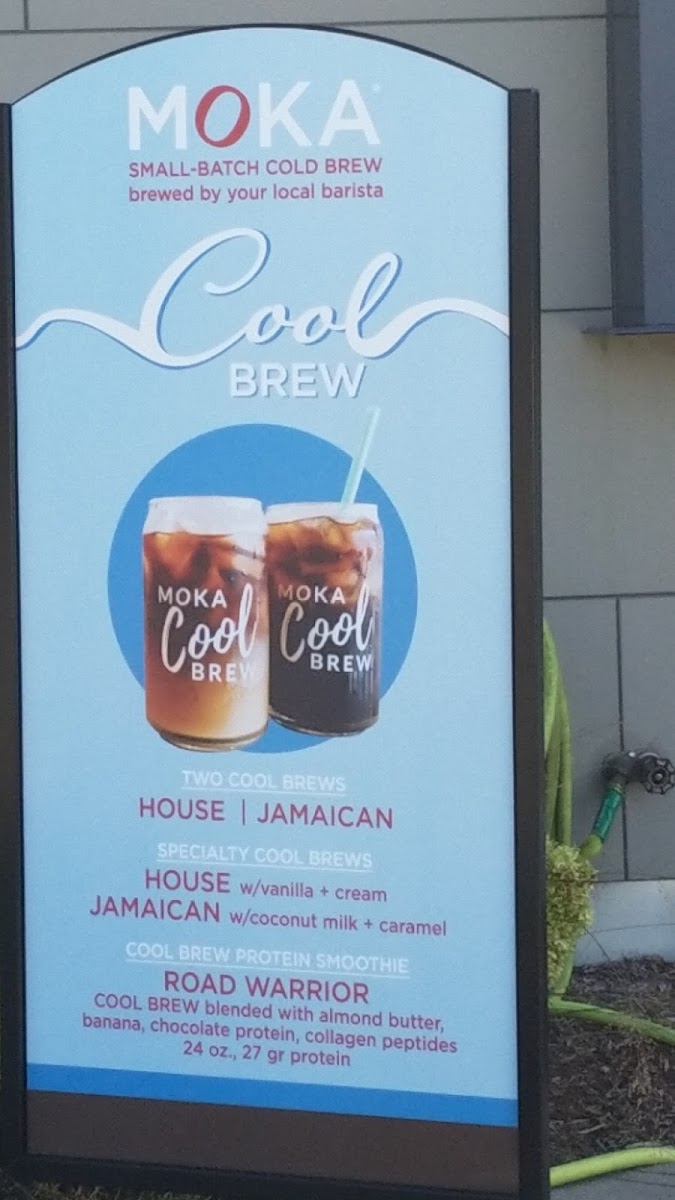 MOKA
SMALL-BATCH COLD BREW
brewed by your local barista
Cool
BREW
MOKA
Cool
BREW
MOKA
Cool
BREW
TWO COOL BREWS
HOUSE | JAMAICAN
SPECIALTY COOL BREWS
HOUSE w/vanilla + cream
JAMAICAN w/coconut milk + caramel
COOL BREW PROTEIN SMOOTHIE
ROAD WARRIOR
COOL BREW blended with almond butter,
banana, chocolate protein, collagen peptides
24 oz., 27 gr protein